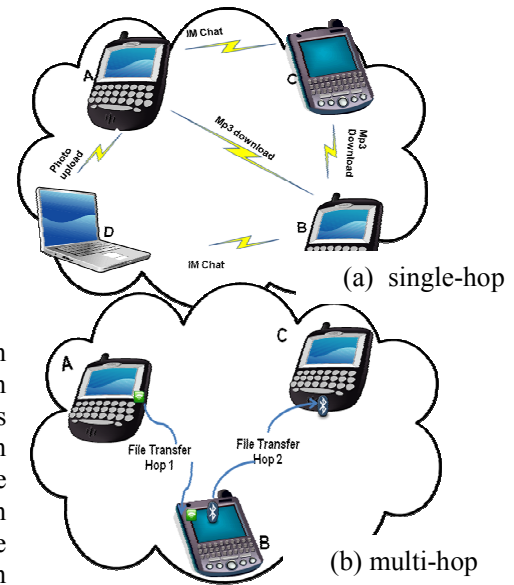 IM Chat
A
C
Mp3 download
Mp3
Download
Photo
upload
D
B
IM Chat
(a) single-hop
A
C
File Transfer
Hop 1
File Transfer
Hop 2
B
(b) multi-hop
n
n
s
n
e
n
e
n